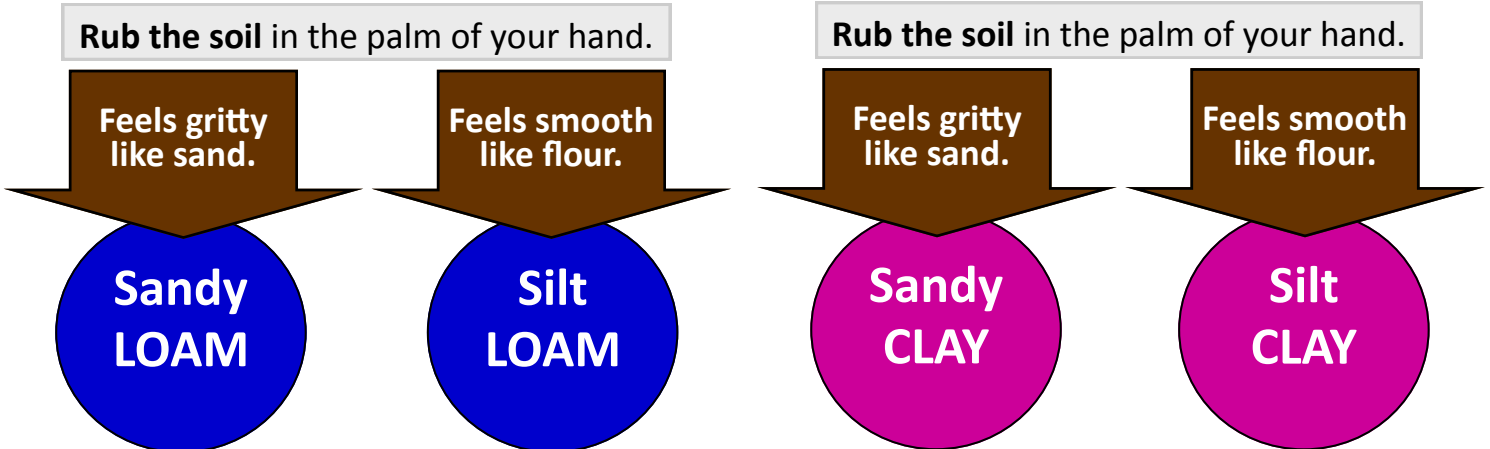 Rub the soil in the palm of your hand.
Feels gritty
like sand.
Feels smooth
like flour.
Sandy
LOAM
Silt
LOAM
Rub the soil in the palm of your hand.
Feels gritty
like sand.
Feels smooth
like flour.
Sandy
CLAY
Silt
CLAY